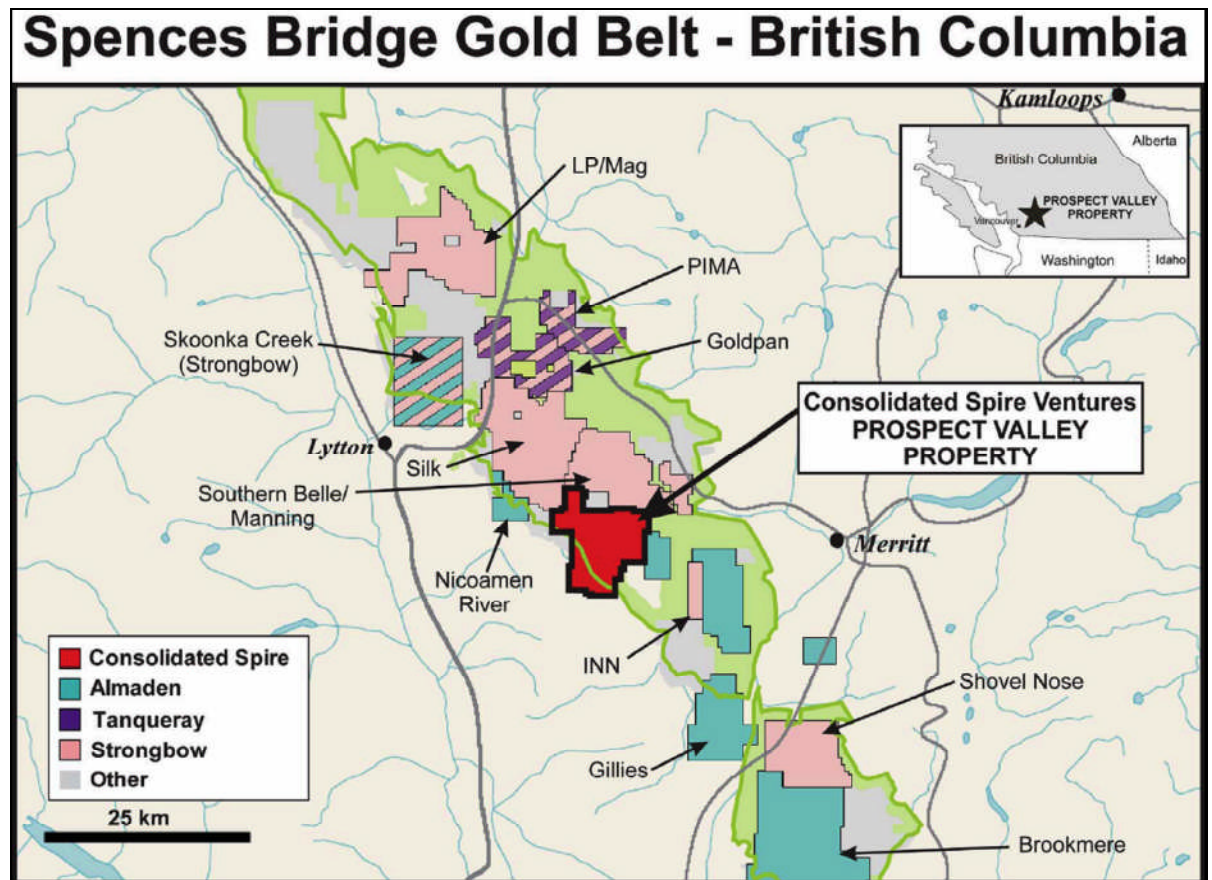 Spences Bridge Gold Belt - British Columbia
Kamloops
Alberta
British Columbia
PROSPECT VALLEY
PROPERTY
Vancouver
Washington
Idaho
LP/Mag
PIMA
Skoonka Creek
(Strongbow)
Goldpan
Consolidated Spire Ventures
PROSPECT VALLEY
PROPERTY
Lytton
Silk
Southern Belle/
Manning
Merritt
Nicoamen
River
INN
Shovel Nose
Gillies
Brookmere
Consolidated Spire
Almaden
Tanqueray
Strongbow
Other
25 km